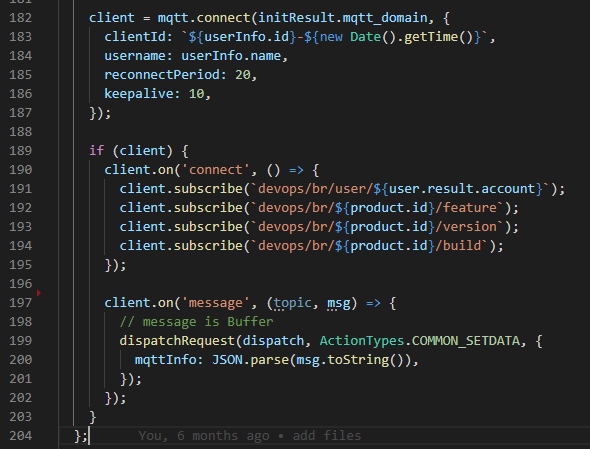 181
182 client = mqtt.connect(initResult.mqtt_domain, {
183 clientId: `${userInfo.id}-${new Date().getTime()}`,
184 username: userInfo.name,
185 reconnectPeriod: 20,
186 keepalive: 10,
187 });
188
189 if (client) {
190 client.on('connect', () => {
191 client.subscribe(`devops/br/user/${user.result.account}`);
192 client.subscribe(`devops/br/${product.id}/feature`);
193 client.subscribe(`devops/br/${product.id}/version`);
194 client.subscribe(`devops/br/${product.id}/build`);
195 });
196
197 client.on('message', (topic, msg) => {
198 // message is Buffer
199 dispatchRequest(dispatch, ActionTypes.COMMON_SETDATA, {
200 mqttInfo: JSON.parse(msg.toString()),
201 });
202 });
203 }
204 }; You, 6 months ago • add files